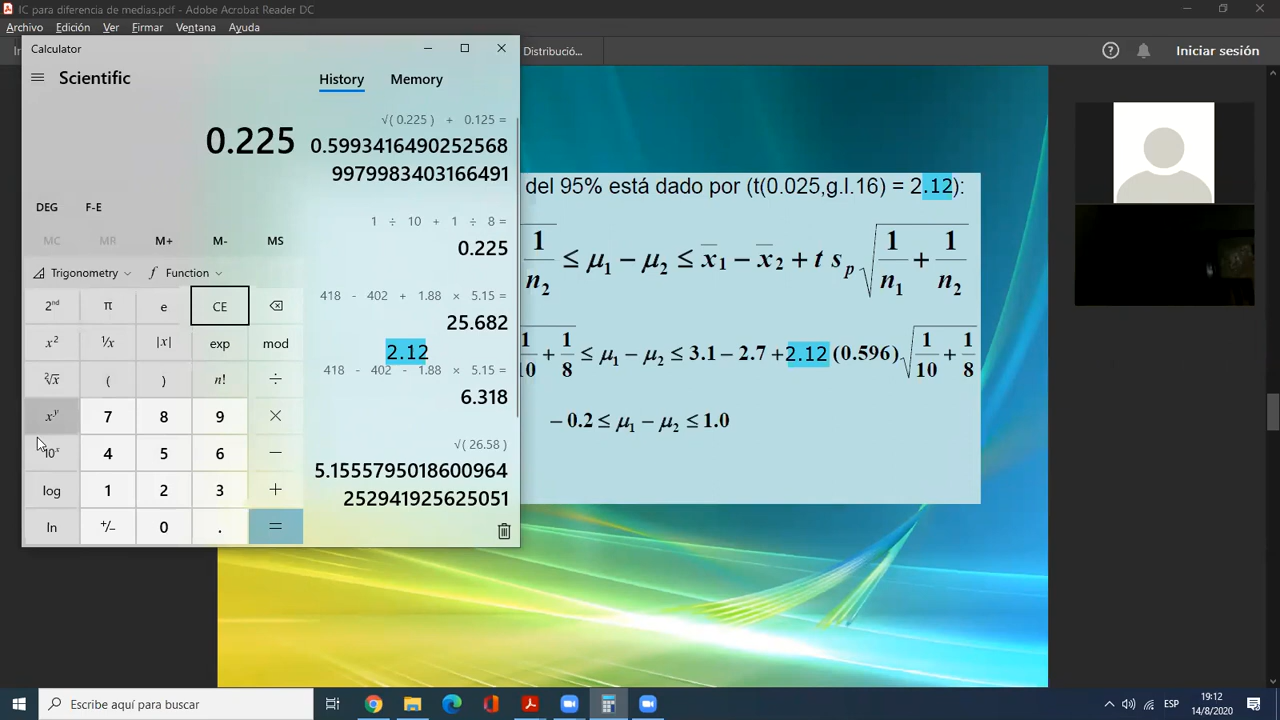 IC para diferencia de medias.pdf - Adobe Acrobat Reader DC
Archivo Edición Ver Firmar Ventana Ayuda
Distribució... Iniciar sesión
Calculator
Scientific
History Memory
0.225
√( 0.225 ) + 0.125 =
0.5993416490252568
9979983403166491
1 ÷ 10 + 1 ÷ 8 =
0.225
418 - 402 + 1.88 × 5.15 =
25.682
2.12
418 - 402 - 1.88 × 5.15 =
6.318
√( 26.58 )
5.1555795018600964
252941925625051
DEG F-E
MC MR M+ M- MS
Trigonometry f Function
2ⁿᵈ π e CE
x² ¹/x |x| exp mod
²√x ( ) n! ÷
xʸ 7 8 9 ×
10ˣ 4 5 6 −
log 1 2 3 +
ln +/− 0 . =
del 95% está dado por (t(0.025,g.l.16) = 2.12):
1/n₂ ≤ μ₁ − μ₂ ≤ x̄₁ − x̄₂ + t sₚ √(1/n₁ + 1/n₂)
1/10 + 1/8 ≤ μ₁ − μ₂ ≤ 3.1 − 2.7 + 2.12 (0.596) √(1/10 + 1/8)
− 0.2 ≤ μ₁ − μ₂ ≤ 1.0
Escribe aquí para buscar
ESP
19:12
14/8/2020